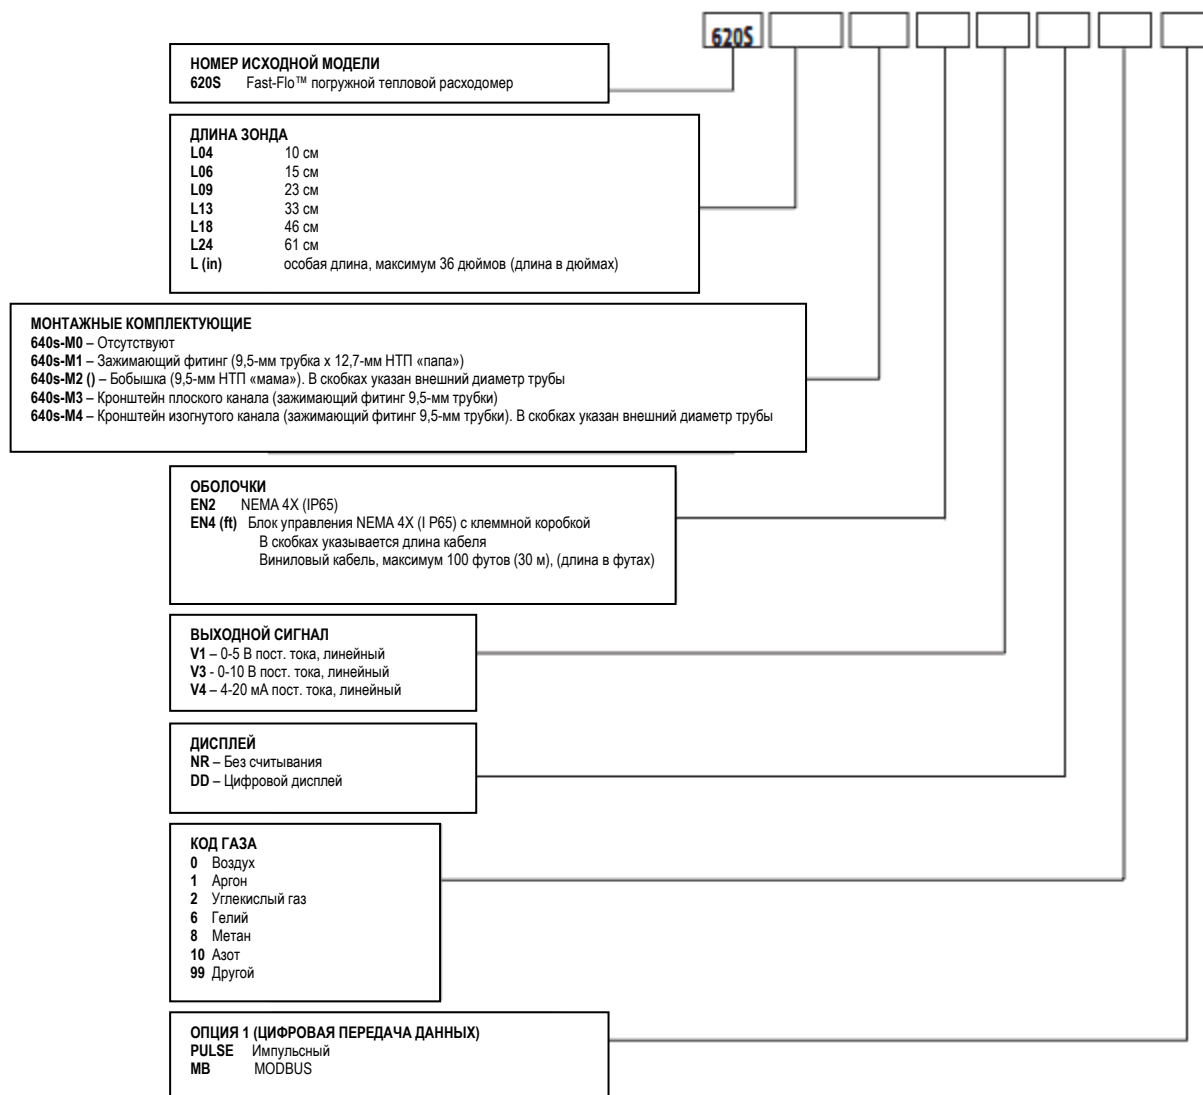 620S
НОМЕР ИСХОДНОЙ МОДЕЛИ
620S Fast-Flo™ погружной тепловой расходомер
ДЛИНА ЗОНДА
L04 10 см
L06 15 см
L09 23 см
L13 33 см
L18 46 см
L24 61 см
L (in) особая длина, максимум 36 дюймов (длина в дюймах)
МОНТАЖНЫЕ КОМПЛЕКТУЮЩИЕ
640s-M0 – Отсутствуют
640s-M1 – Зажимающий фитинг (9,5-мм трубка х 12,7-мм НТП «папа»)
640s-M2 () – Бобышка (9,5-мм НТП «мама»). В скобках указан внешний диаметр трубы
640s-M3 – Кронштейн плоского канала (зажимающий фитинг 9,5-мм трубки)
640s-M4 – Кронштейн изогнутого канала (зажимающий фитинг 9,5-мм трубки). В скобках указан внешний диаметр трубы
ОБОЛОЧКИ
EN2 NEMA 4X (IP65)
EN4 (ft) Блок управления NEMA 4X (I P65) с клеммной коробкой
В скобках указывается длина кабеля
Виниловый кабель, максимум 100 футов (30 м), (длина в футах)
ВЫХОДНОЙ СИГНАЛ
V1 – 0-5 В пост. тока, линейный
V3 - 0-10 В пост. тока, линейный
V4 – 4-20 мА пост. тока, линейный
ДИСПЛЕЙ
NR – Без считывания
DD – Цифровой дисплей
КОД ГАЗА
0 Воздух
1 Аргон
2 Углекислый газ
6 Гелий
8 Метан
10 Азот
99 Другой
ОПЦИЯ 1 (ЦИФРОВАЯ ПЕРЕДАЧА ДАННЫХ)
PULSE Импульсный
MB MODBUS